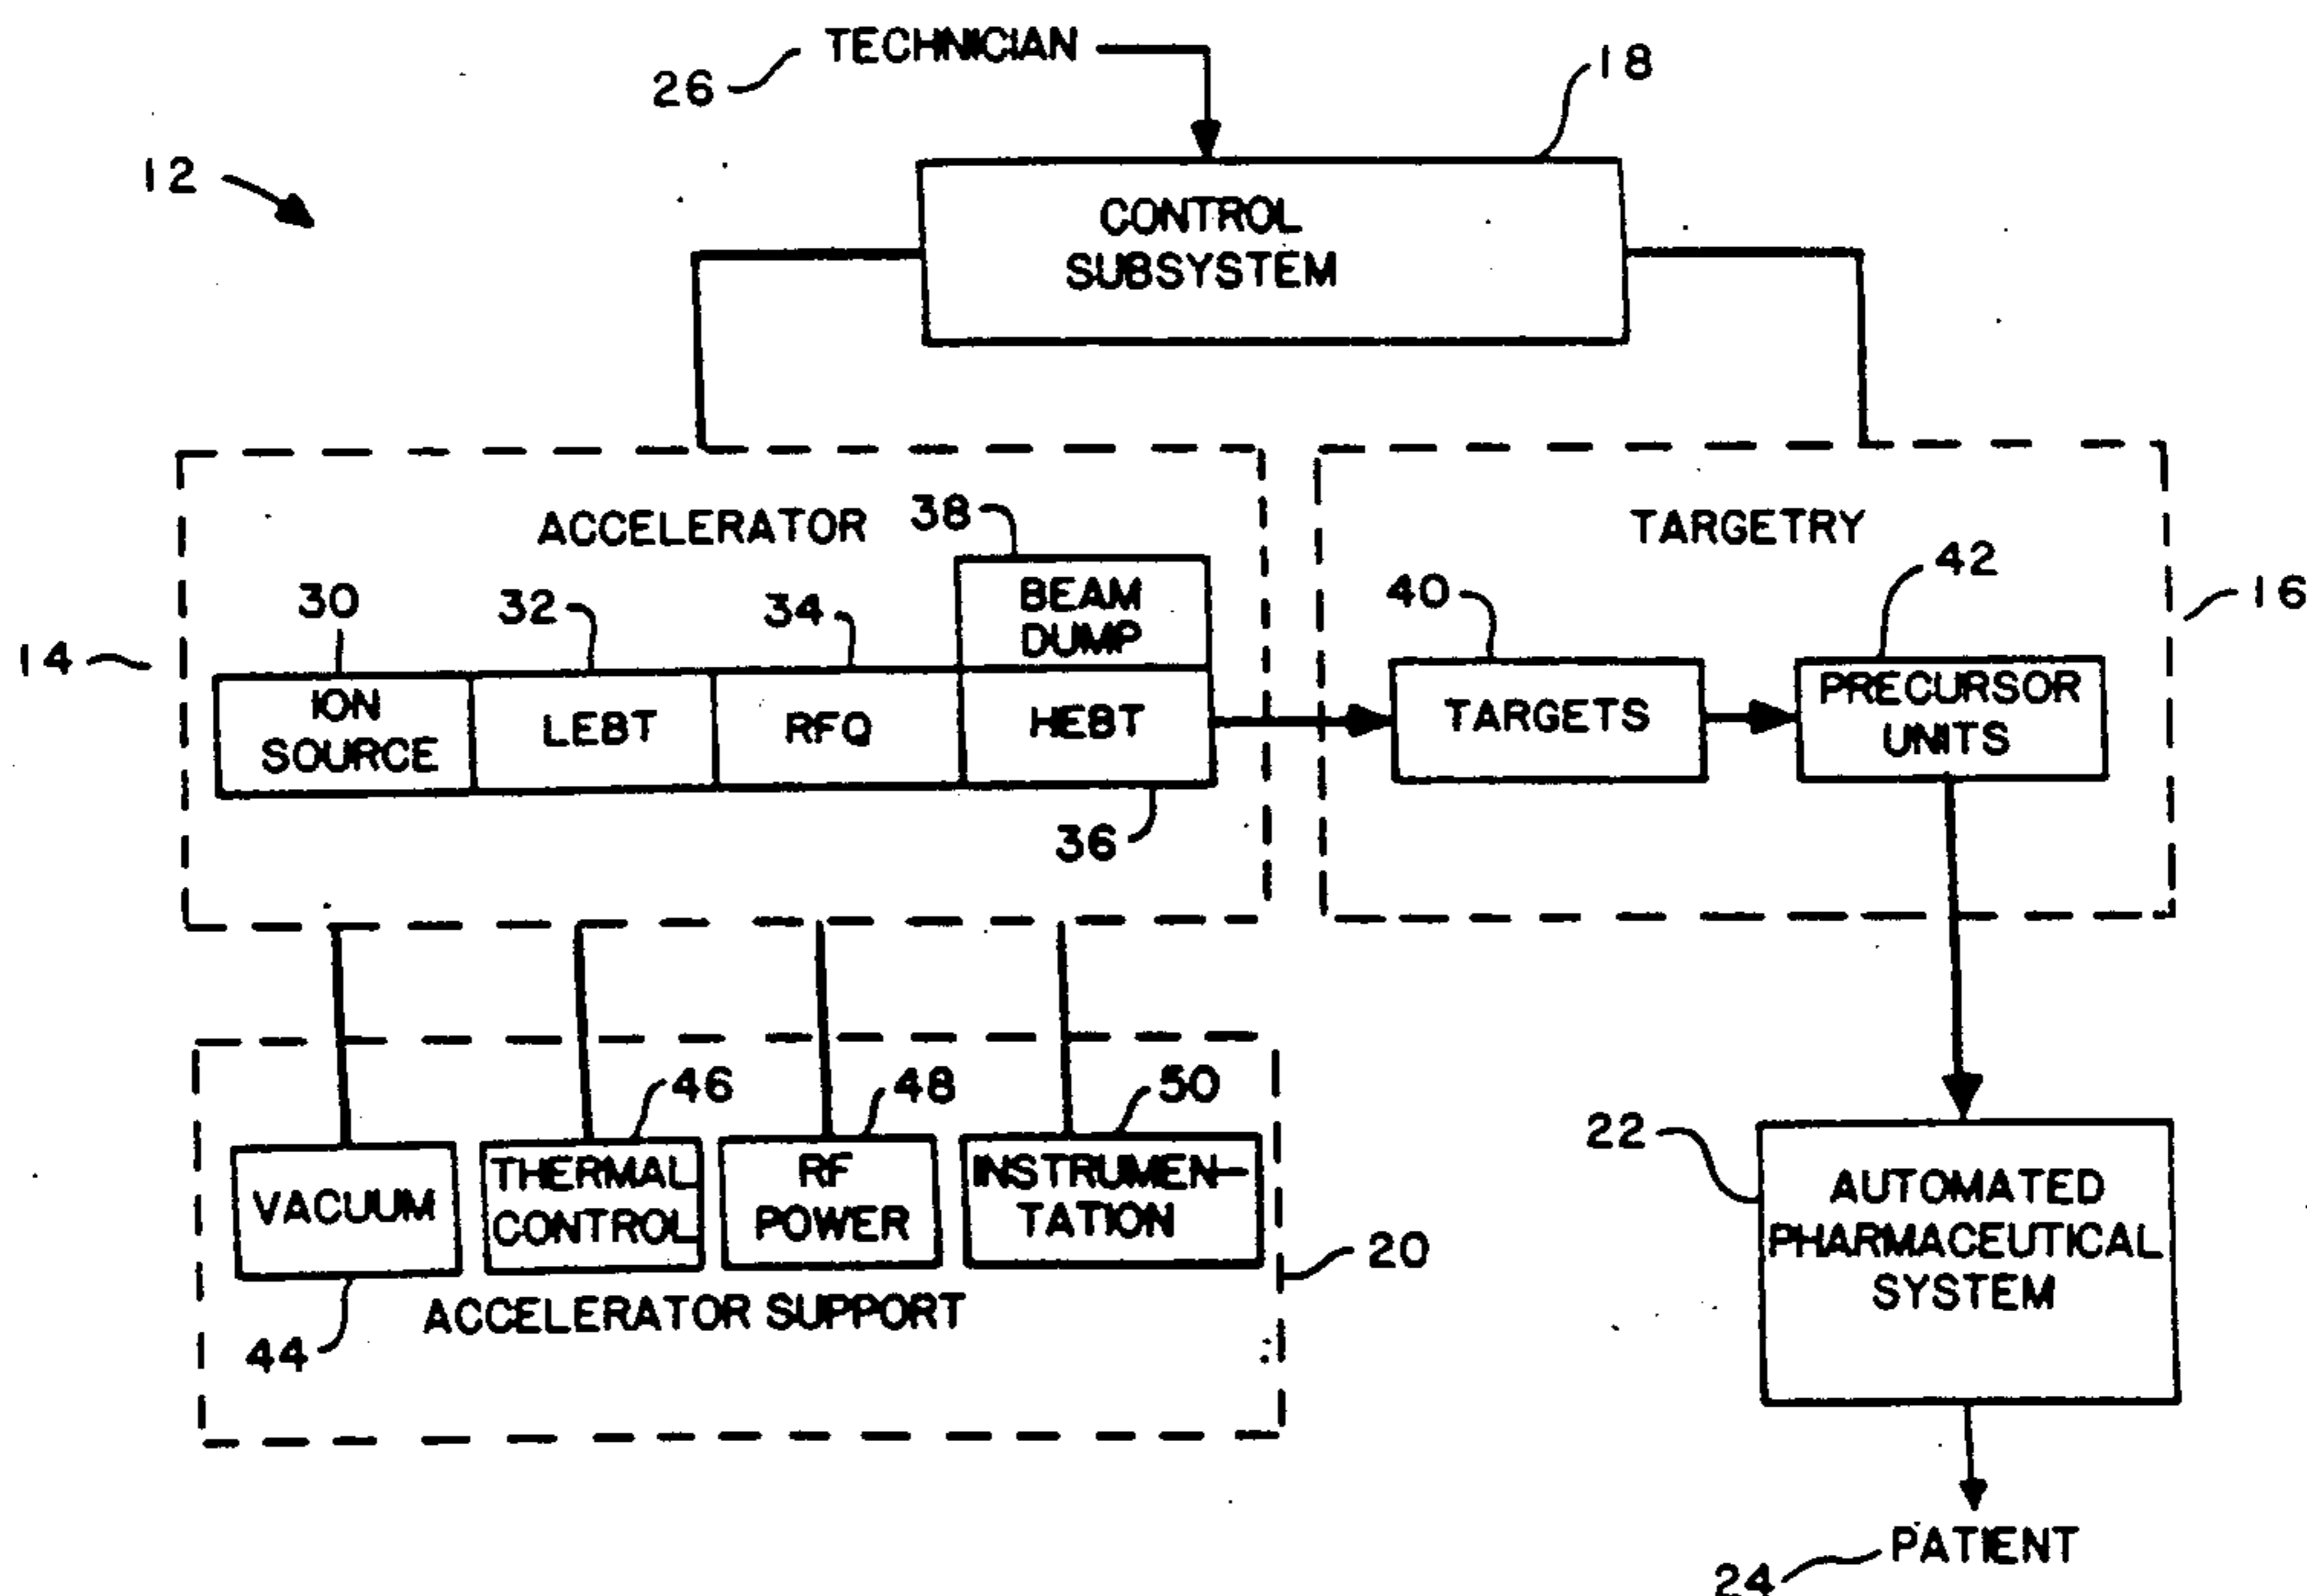 TECHNICIAN
26
18
12
CONTROL
SUBSYSTEM
ACCELERATOR
38
TARGETRY
30
32
34
BEAM
DUMP
40
42
16
14
ION
SOURCE
LEBT
RFQ
HEBT
TARGETS
PRECURSOR
UNITS
36
46
48
50
22
VACUUM
THERMAL
CONTROL
RF
POWER
INSTRUMEN-
TATION
20
AUTOMATED
PHARMACEUTICAL
SYSTEM
44
ACCELERATOR SUPPORT
PATIENT
24